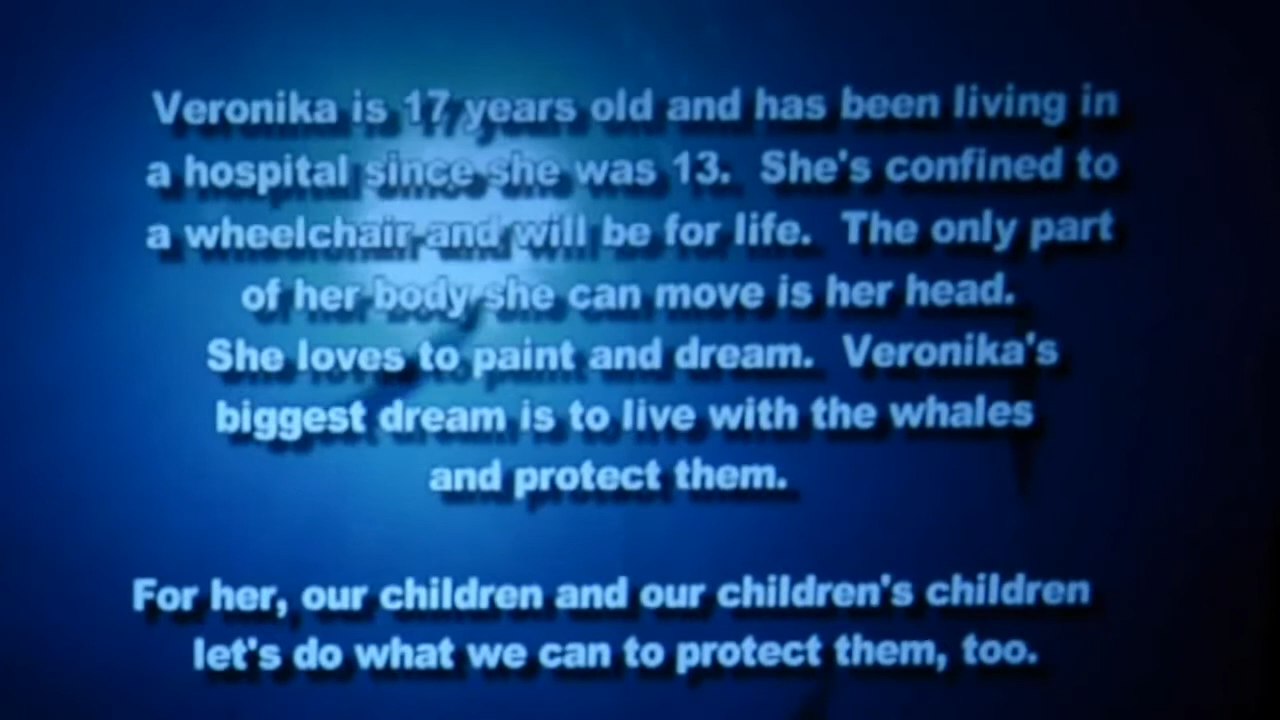 Veronika is 17 years old and has been living in
a hospital since she was 13. She's confined to
a wheelchair and will be for life. The only part
of her body she can move is her head.
She loves to paint and dream. Veronika's
biggest dream is to live with the whales
and protect them.
For her, our children and our children's children
let's do what we can to protect them, too.